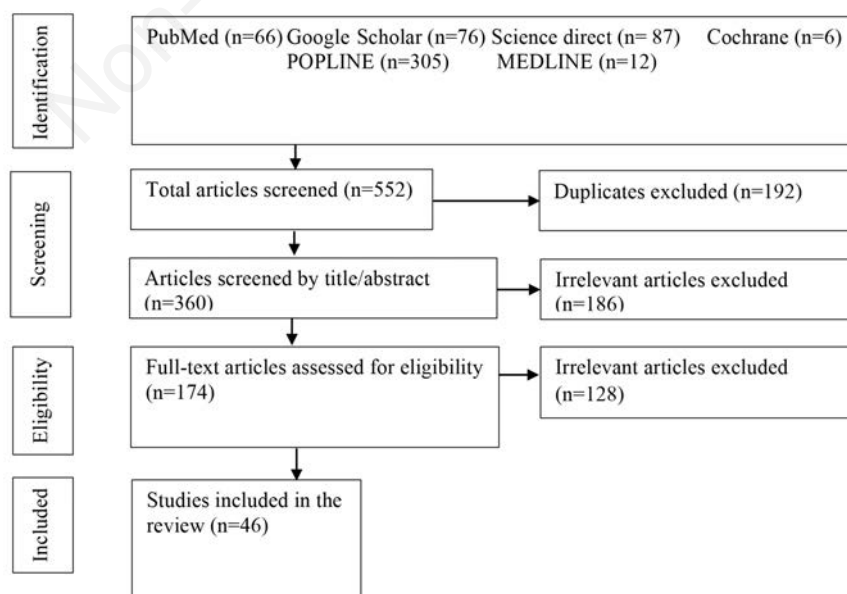 Non-
Identification
PubMed (n=66) Google Scholar (n=76) Science direct (n= 87) Cochrane (n=6)
POPLINE (n=305) MEDLINE (n=12)
Screening
Total articles screened (n=552)
Duplicates excluded (n=192)
Articles screened by title/abstract
(n=360)
Irrelevant articles excluded
(n=186)
Eligibility
Full-text articles assessed for eligibility
(n=174)
Irrelevant articles excluded
(n=128)
Included
Studies included in the
review (n=46)